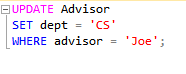 UPDATE Advisor
SET dept = 'CS'
WHERE advisor = 'Joe';